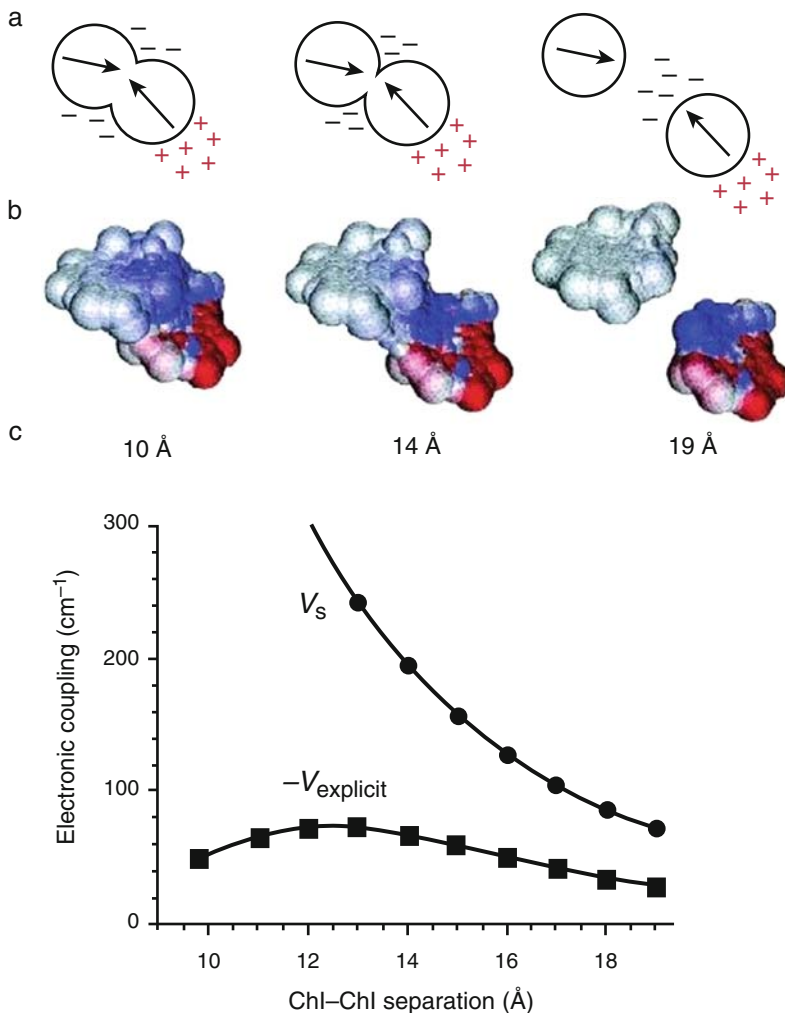 a
b
c
10 Å 14 Å 19 Å
300
200
100
0
Electronic coupling (cm⁻¹)
Vs
−Vexplicit
10 12 14 16 18
Chl–Chl separation (Å)